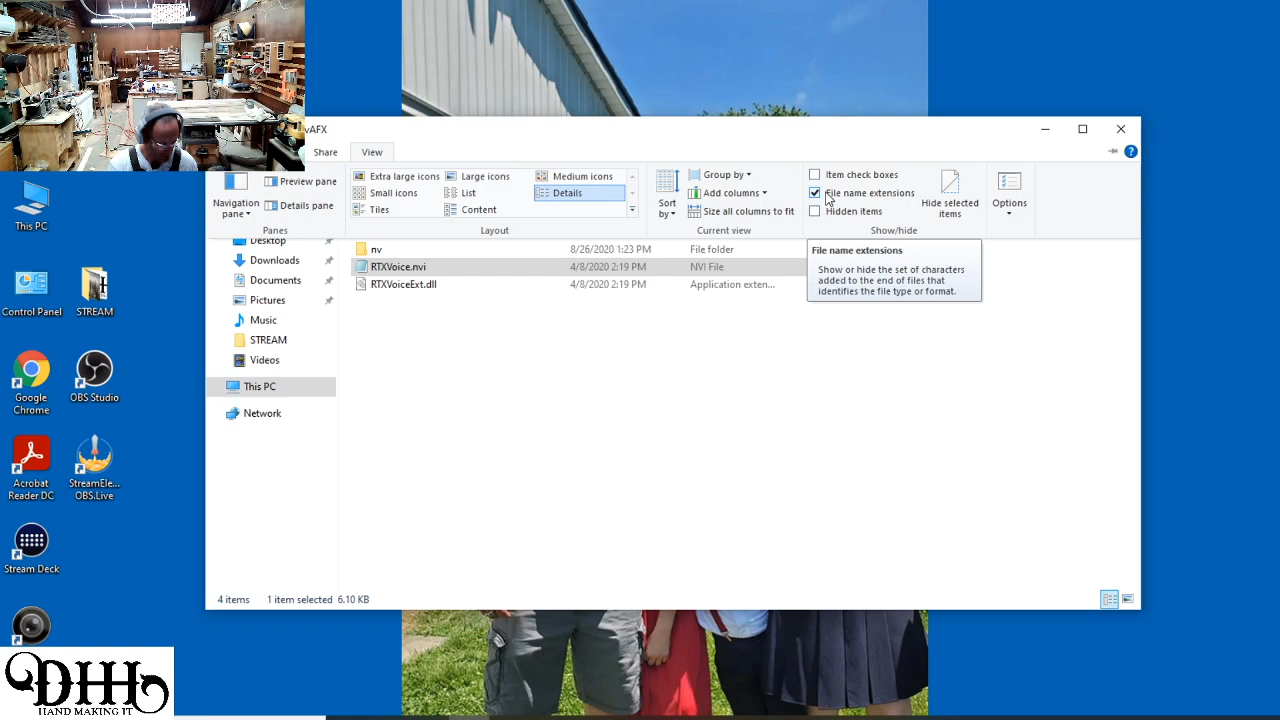 vAFX
Share
View
Navigation pane
Preview pane
Details pane
Panes
Extra large icons
Large icons
Medium icons
Small icons
List
Details
Tiles
Content
Layout
Sort by
Group by
Add columns
Size all columns to fit
Current view
Item check boxes
File name extensions
Hidden items
Hide selected items
Show/hide
Options
File name extensions
Show or hide the set of characters
added to the end of files that
identifies the file type or format.
Desktop
Downloads
Documents
Pictures
Music
STREAM
Videos
This PC
Network
nv 8/26/2020 1:23 PM File folder
RTXVoice.nvi 4/8/2020 2:19 PM NVI File
RTXVoiceExt.dll 4/8/2020 2:19 PM Application exten...
4 items 1 item selected 6.10 KB
This PC
Control Panel
STREAM
Google Chrome
OBS Studio
Acrobat Reader DC
StreamEle... OBS.Live
Stream Deck
DHH
HAND MAKING IT